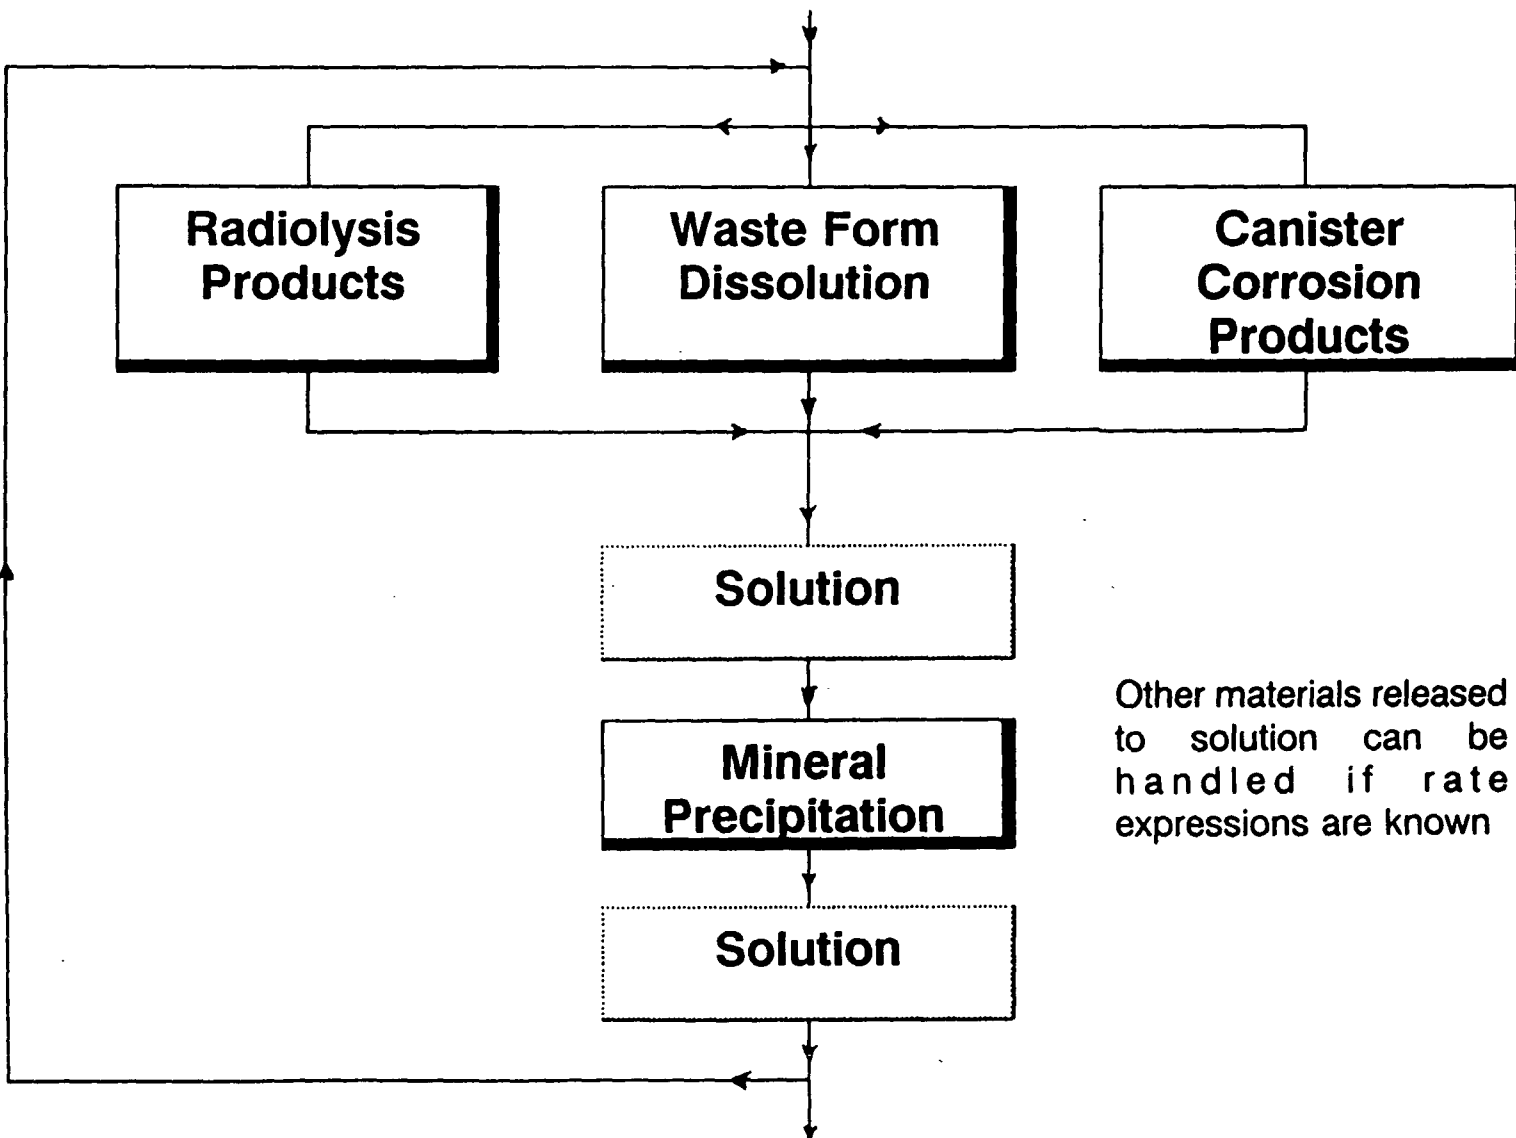 Radiolysis
Products
Waste Form
Dissolution
Canister
Corrosion
Products
Solution
Mineral
Precipitation
Solution
Other materials released
to solution can be
handled if rate
expressions are known